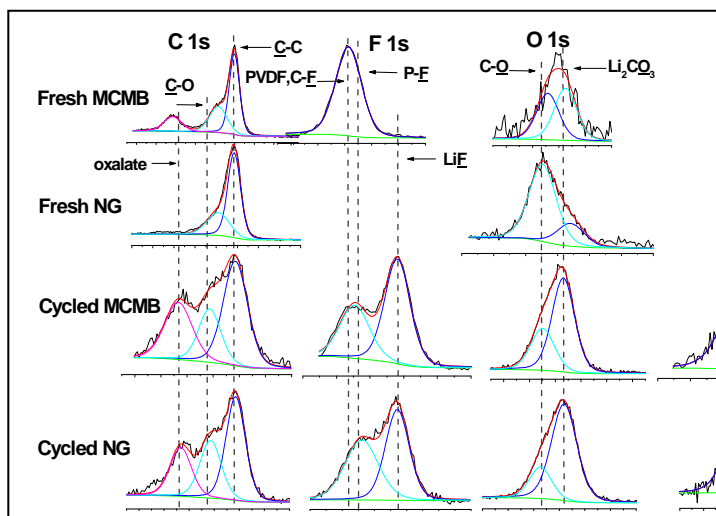 C 1s
F 1s
O 1s
C-C
C-O
PVDF,C-F
P-F
C-O
Li₂CO₃
Fresh MCMB
oxalate
LiF
Fresh NG
Cycled MCMB
Cycled NG